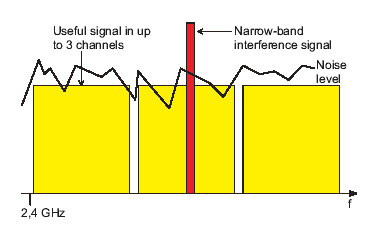 Useful signal in up
to 3 channels
Narrow-band
interference signal
Noise
level
2,4 GHz
f